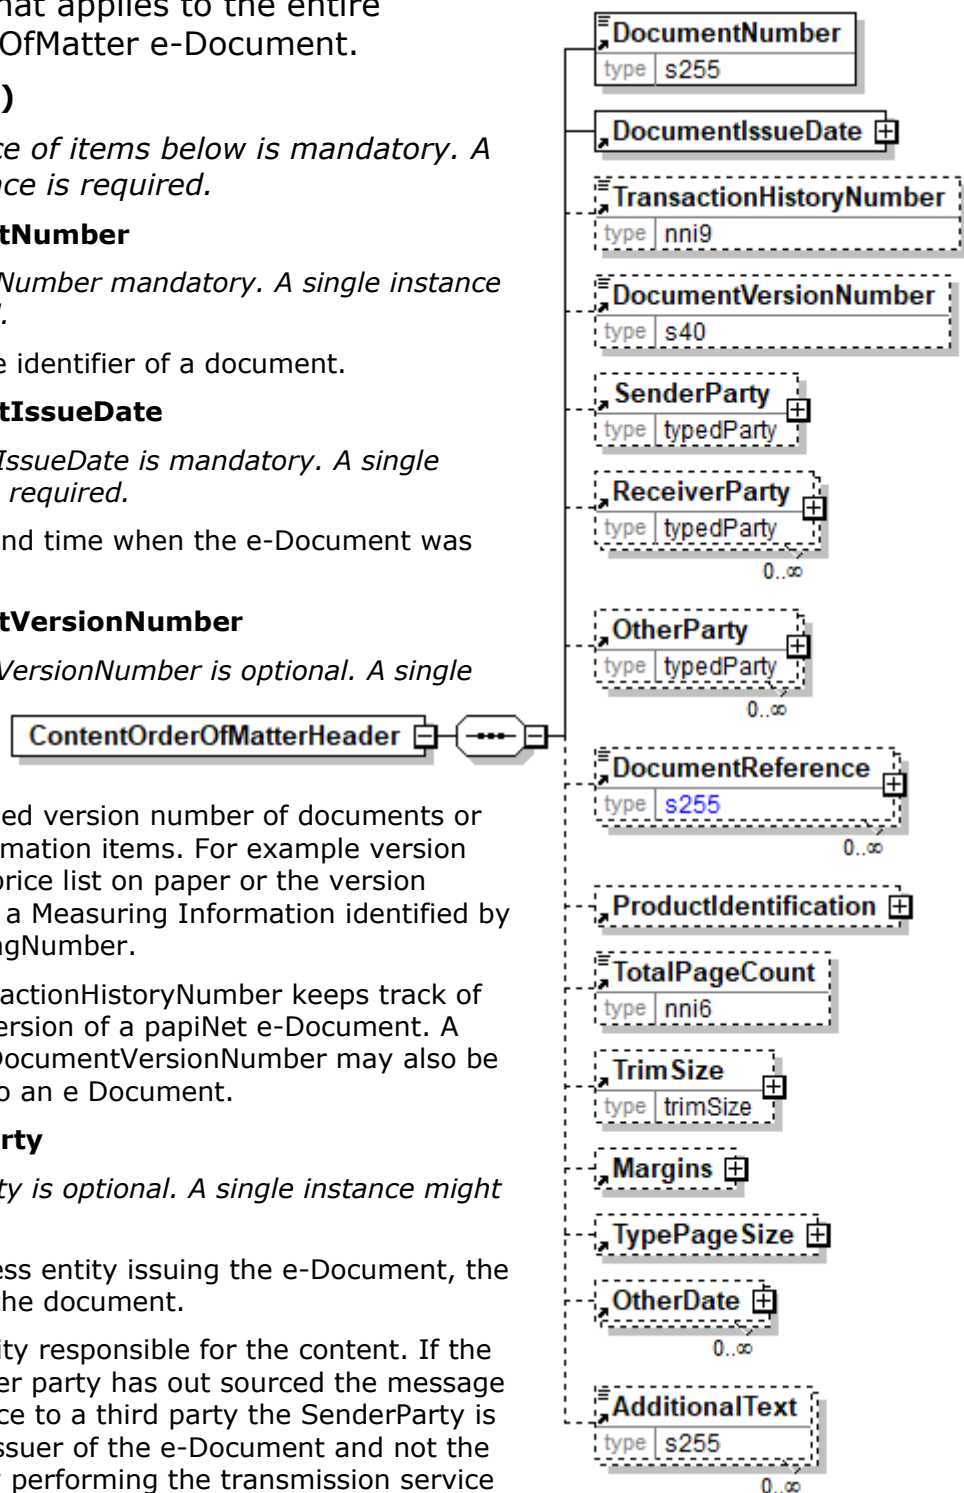 hat applies to the entire
OfMatter e-Document.
)
ce of items below is mandatory. A
nce is required.
tNumber
Number mandatory. A single instance
.
e identifier of a document.
tIssueDate
IssueDate is mandatory. A single
required.
nd time when the e-Document was
tVersionNumber
VersionNumber is optional. A single
ContentOrderOfMatterHeader
ed version number of documents or
rmation items. For example version
price list on paper or the version
a Measuring Information identified by
ngNumber.
actionHistoryNumber keeps track of
ersion of a papiNet e-Document. A
DocumentVersionNumber may also be
o an e Document.
rty
ty is optional. A single instance might
ess entity issuing the e-Document, the
the document.
ity responsible for the content. If the
er party has out sourced the message
ce to a third party the SenderParty is
issuer of the e-Document and not the
performing the transmission service
DocumentNumber
type s255
DocumentIssueDate
TransactionHistoryNumber
type nni9
DocumentVersionNumber
type s40
SenderParty
type typedParty
ReceiverParty
type typedParty
0..∞
OtherParty
type typedParty
0..∞
DocumentReference
type s255
0..∞
ProductIdentification
TotalPageCount
type nni6
TrimSize
type trimSize
Margins
TypePageSize
OtherDate
0..∞
AdditionalText
type s255
0..∞